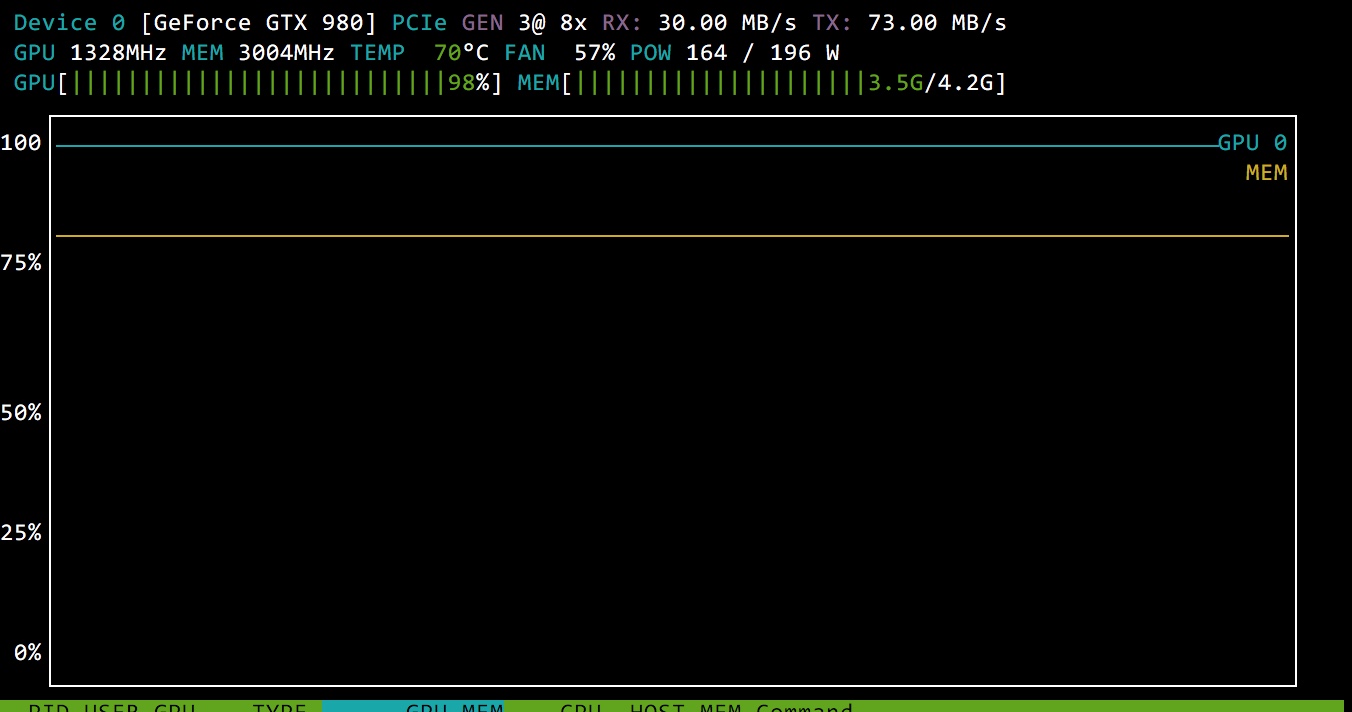 Device 0 [GeForce GTX 980] PCIe GEN 3@ 8x RX: 30.00 MB/s TX: 73.00 MB/s
GPU 1328MHz MEM 3004MHz TEMP 70°C FAN 57% POW 164 / 196 W
GPU[|||||||||||||||||||||||||||98%] MEM[|||||||||||||||||||||3.5G/4.2G]
100
GPU 0
MEM
75%
50%
25%
0%
PID USER GPU TYPE GPU MEM CPU HOST MEM Command